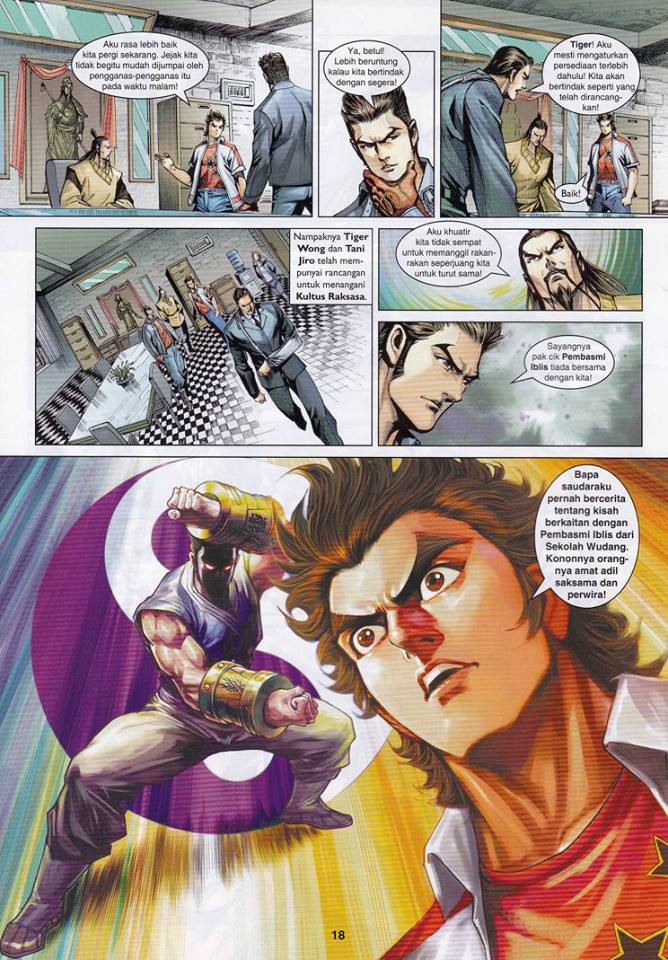 Aku rasa lebih baik
kita pergi sekarang. Jejak kita
tidak begitu mudah dijumpai oleh
pengganas-pengganas itu
pada waktu malam!
Ya, betul!
Lebih beruntung
kalau kita bertindak
dengan segera!
Tiger! Aku
mesti mengaturkan
persediaan terlebih
dahulu! Kita akan
bertindak seperti yang
telah dirancang-
kan!
Baik!
Nampaknya Tiger
Wong dan Tani
Jiro telah mem-
punyai rancangan
untuk menangani
Kultus Raksasa.
Aku khuatir
kita tidak sempat
untuk memanggil rakan-
rakan seperjuang kita
untuk turut sama!
Sayangnya
pak cik Pembasmi
Iblis tiada bersama
dengan kita!
Bapa
saudaraku
pernah bercerita
tentang kisah
berkaitan dengan
Pembasmi Iblis dari
Sekolah Wudang.
Kononnya orang-
nya amat adil
saksama dan
perwira!
18